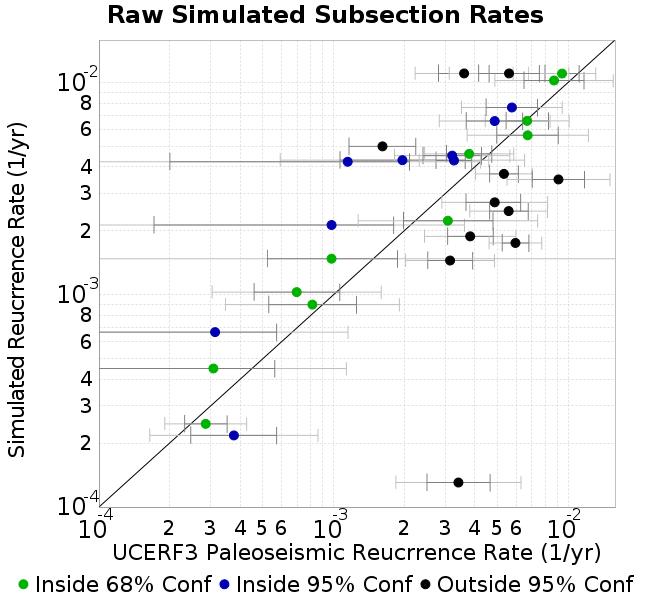 Raw Simulated Subsection Rates
Simulated Reucrrence Rate (1/yr)
10-2
8
6
4
3
2
10-3
8
6
4
3
2
10-4
10-4 2 3 4 5 6 10-3 2 3 4 5 6 10-2
UCERF3 Paleoseismic Reucrrence Rate (1/yr)
Inside 68% Conf Inside 95% Conf Outside 95% Conf